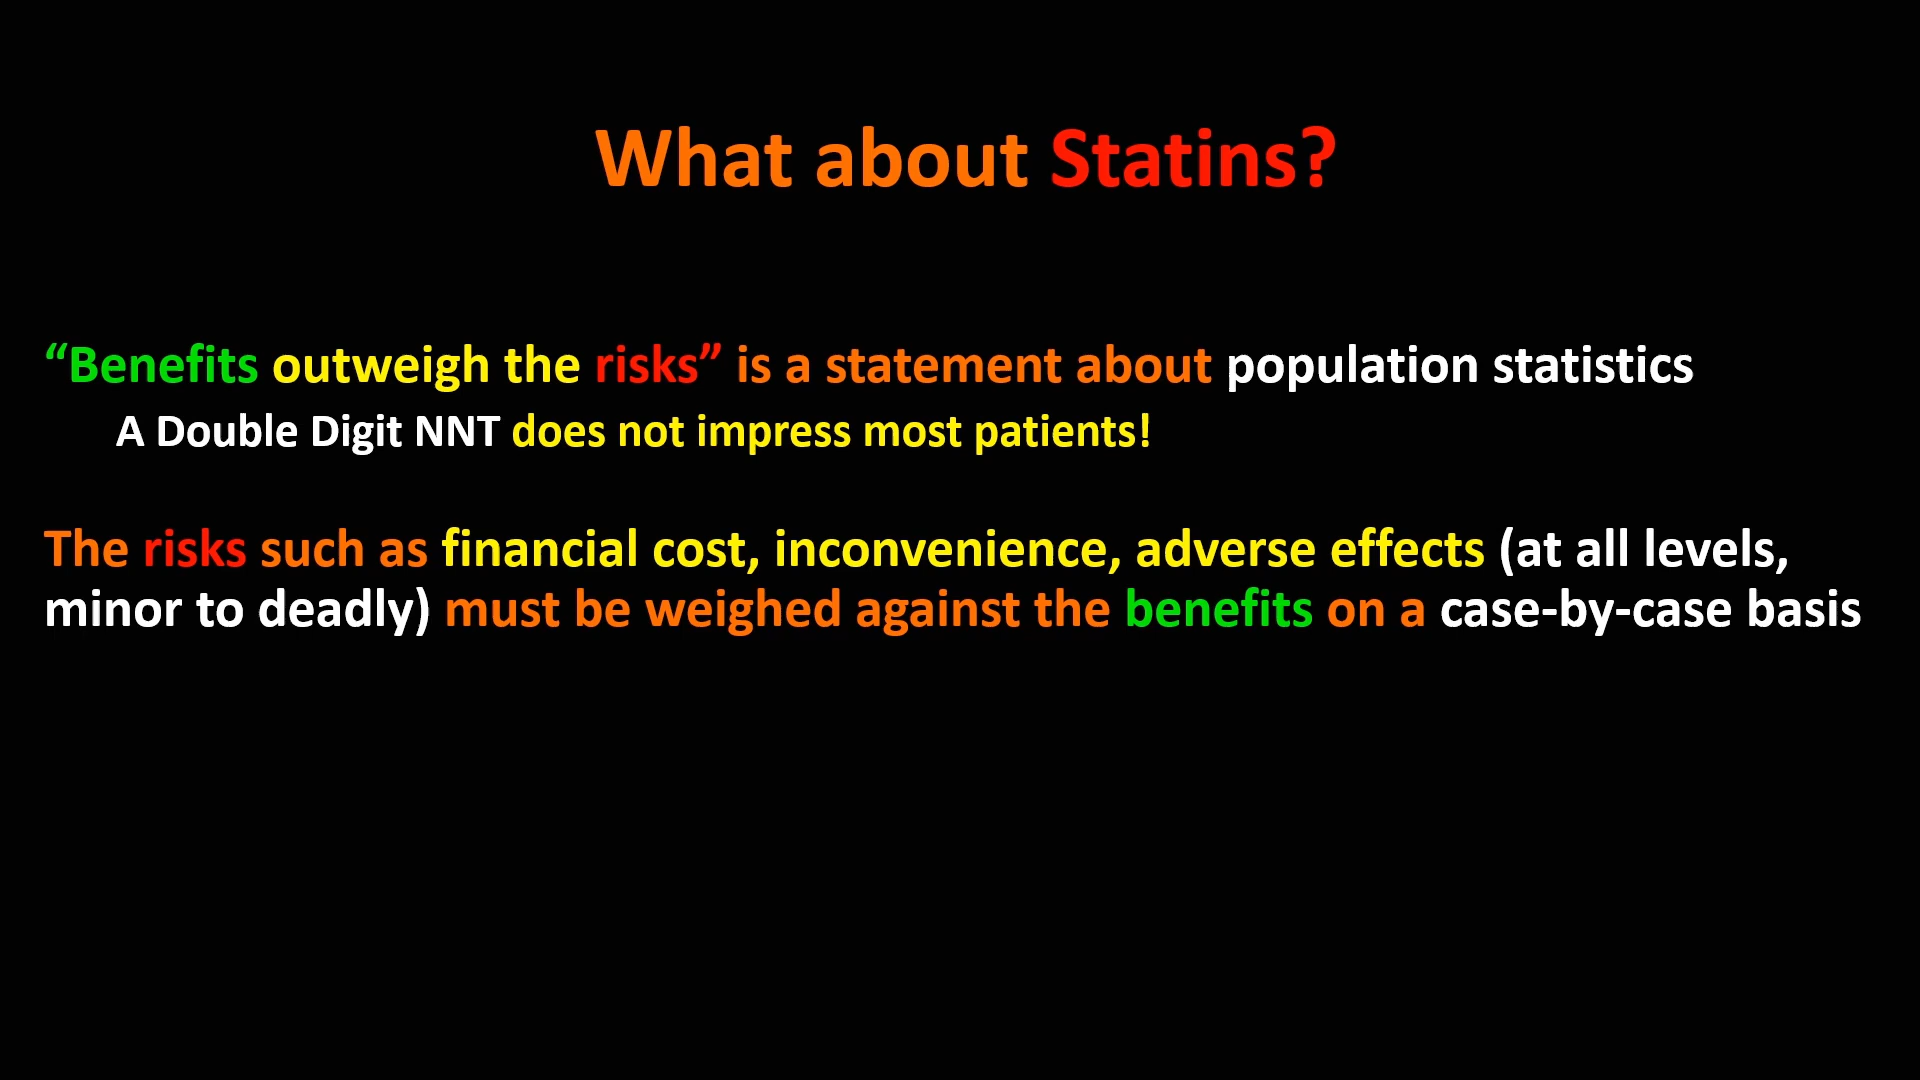 What about Statins?
“Benefits outweigh the risks” is a statement about population statistics
A Double Digit NNT does not impress most patients!
The risks such as financial cost, inconvenience, adverse effects (at all levels,
minor to deadly) must be weighed against the benefits on a case-by-case basis